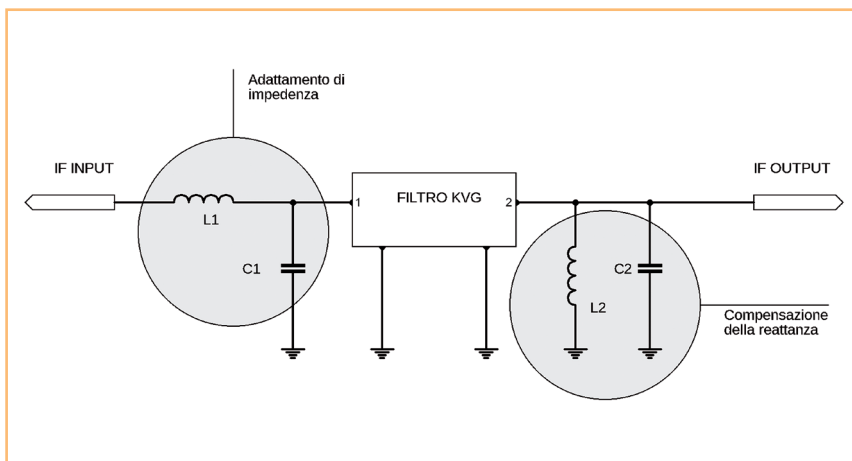 Adattamento di
impedenza
IF INPUT
IF OUTPUT
FILTRO KVG
1
2
L1
C1
C2
L2
Compensazione
della reattanza